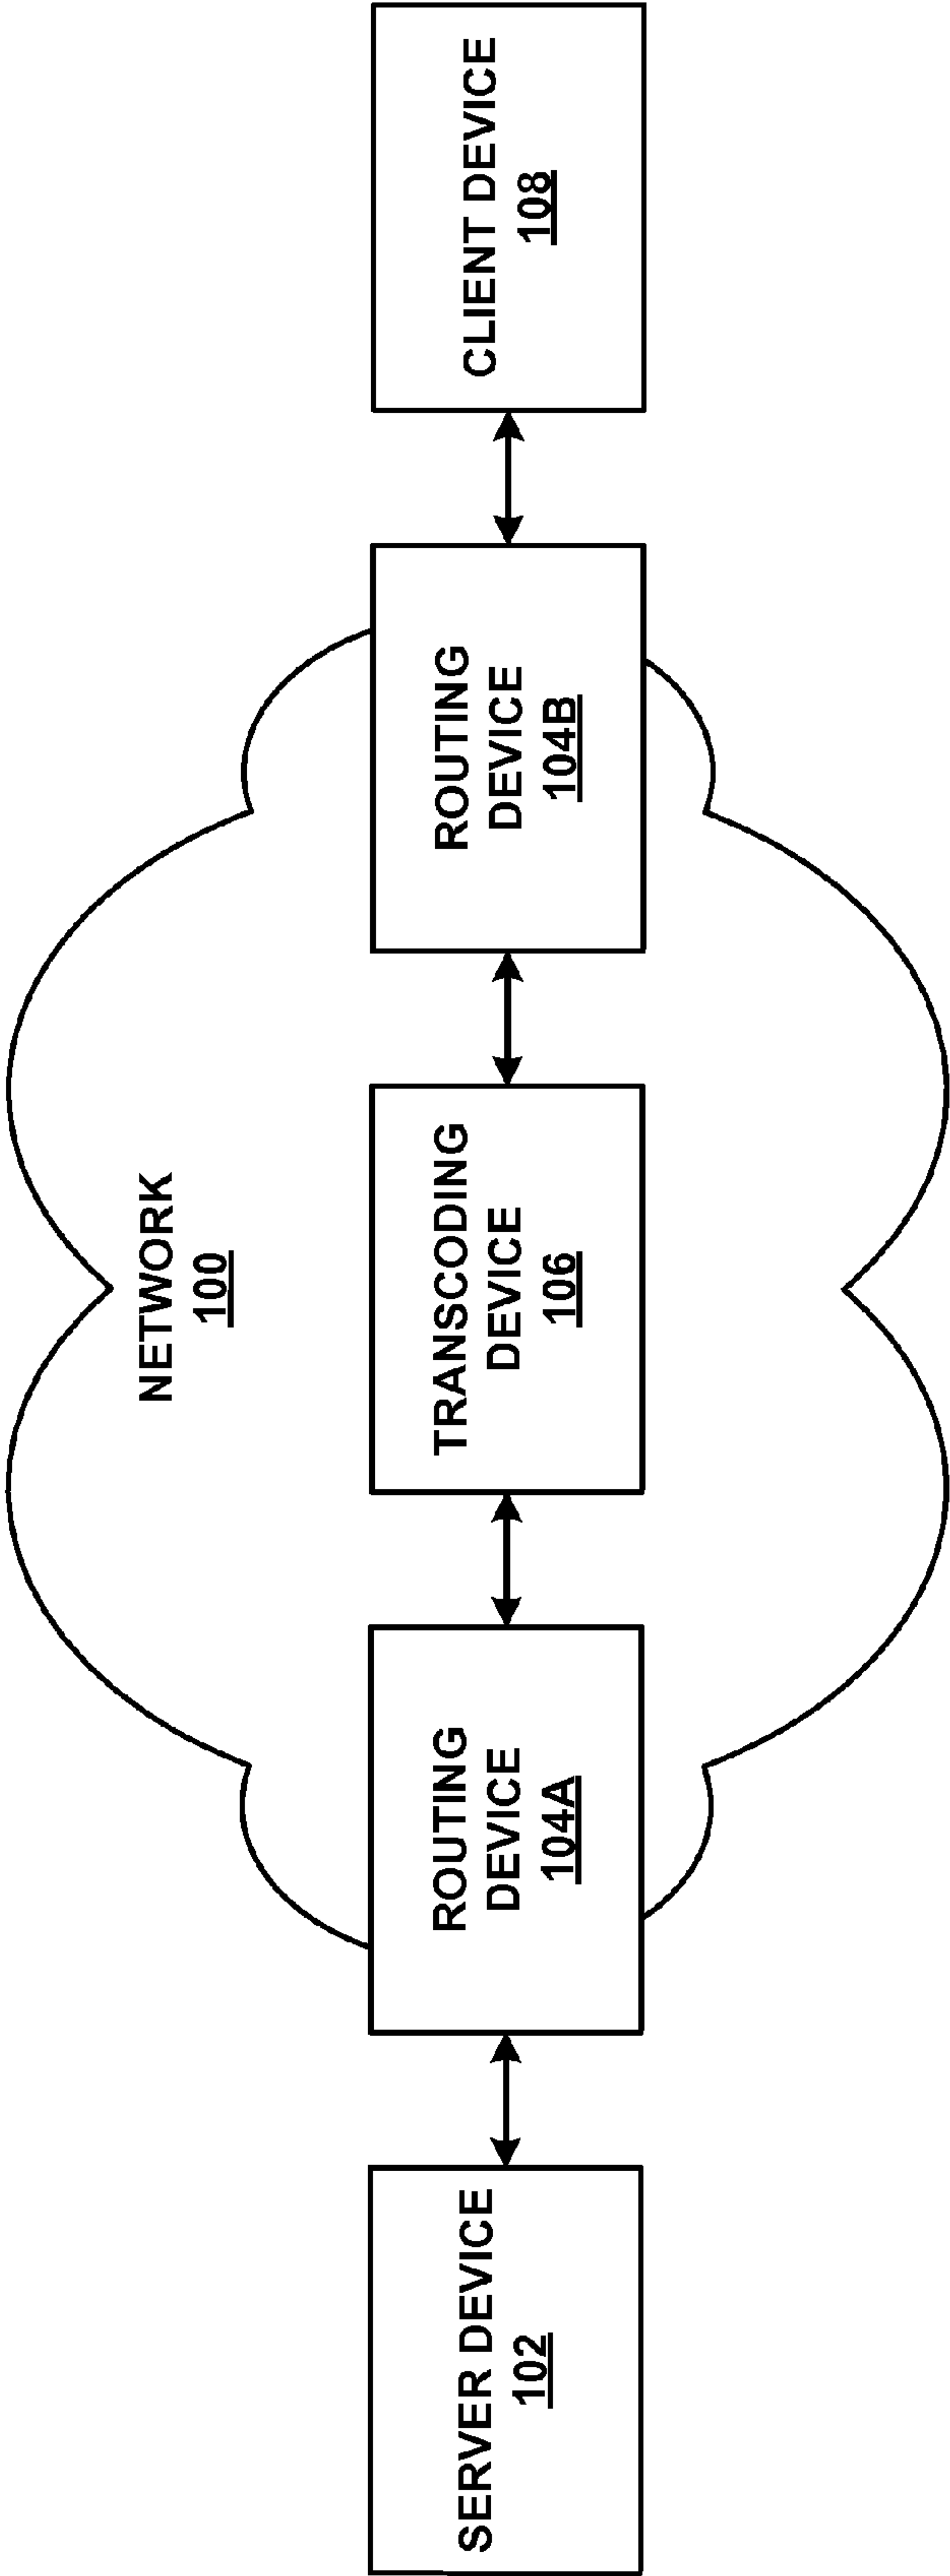 NETWORK
100
SERVER DEVICE
102
ROUTING
DEVICE
104A
TRANSCODING
DEVICE
106
ROUTING
DEVICE
104B
CLIENT DEVICE
108